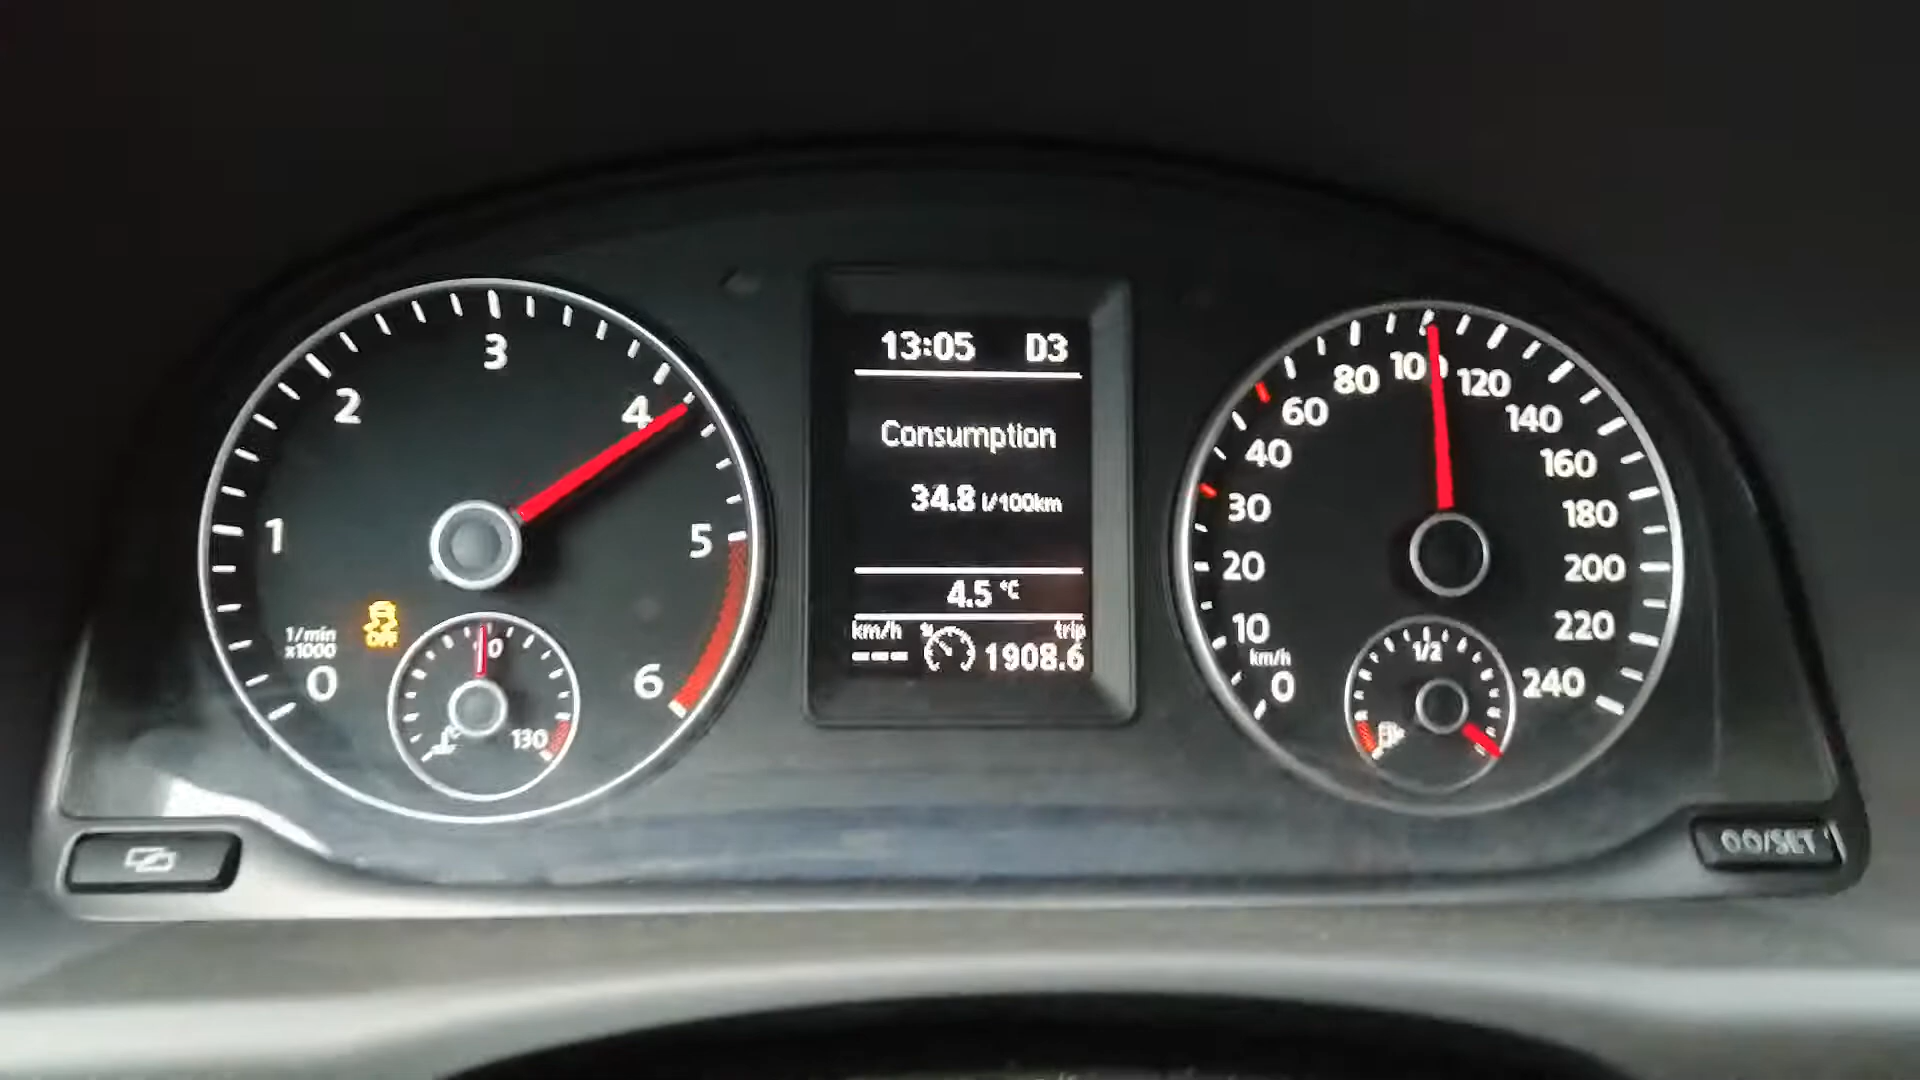 1
2
3
4
5
6
0
1/min
x1000
130
13:05 D3
Consumption
34.8 l/100km
4.5 °C
km/h trip
--- 1908.6
0
10
20
30
40
60
80
120
140
160
180
200
220
240
km/h
1/2
0.0/SET
OFF